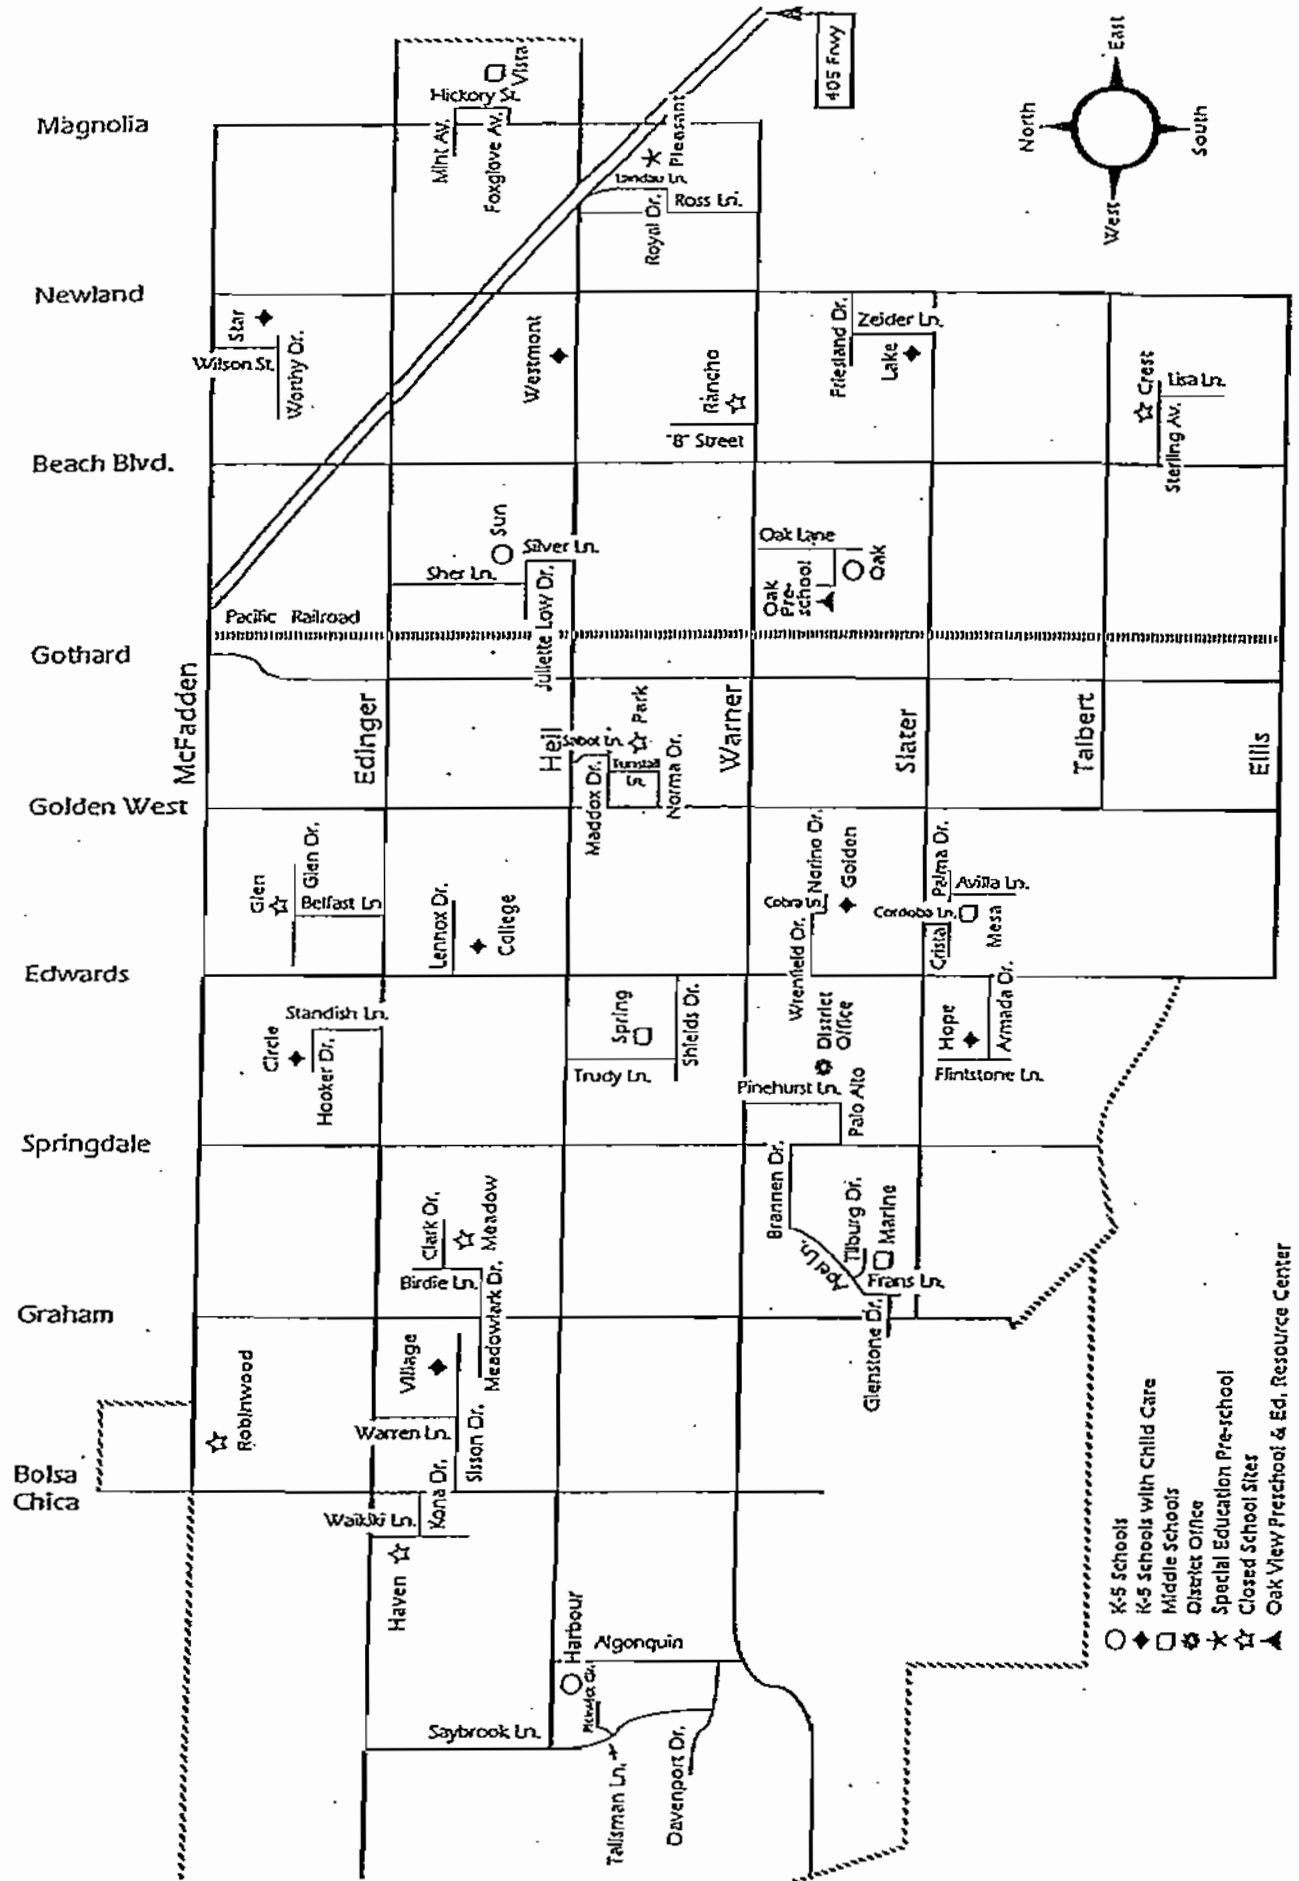 Magnolia
Newland
Beach Blvd.
Gothard
Golden West
Edwards
Springdale
Graham
Bolsa
Chica
McFadden
Edinger
Heil
Warner
Slater
Talbert
Ellis
405 Frwy
North
East
South
West
Hickory St.
Vista
Mint Av.
Foxglove Av.
Pleasant
Landau Ln.
Royal Dr.
Ross Ln.
Star
Wilson St.
Worthy Dr.
Westmont
Rancho
"B" Street
Friesland Dr.
Zeider Ln.
Lake
Crest
Lisa Ln.
Sterling Av.
Sun
Silver Ln.
Sher Ln.
Juliette Low Dr.
Pacific Railroad
Oak Lane
Oak
Pre-
school
Oak
Sabot Ln.
Park
Tunstall
Ln.
Maddox Dr.
Norma Dr.
Glen
Glen Dr.
Belfast Ln
Lennox Dr.
College
Cobra Ln.
Norino Dr.
Golden
Wrenfield Dr.
Cordoba Ln.
Palma Dr.
Avilla Ln.
Cristal
Mesa
Circle
Standish Ln.
Hooker Dr.
Spring
Trudy Ln.
Shields Dr.
District
Office
Pinehurst Ln.
Palo Alto
Hope
Armada Dr.
Flintstone Ln.
Clark Dr.
Meadow
Birdie Ln.
Meadowlark Dr.
Brannen Dr.
Apel Ln.
Tilburg Dr.
Marine
Frans Ln.
Glenstone Dr.
Robinwood
Village
Warren Ln.
Sisson Dr.
Kona Dr.
Waikiki Ln.
Haven
Harbour
Algonquin
Saybrook Ln.
Talisman Ln.
Davenport Dr.
K-5 Schools
K-5 Schools with Child Care
Middle Schools
District Office
Special Education Pre-school
Closed School Sites
Oak View Preschool & Ed. Resource Center